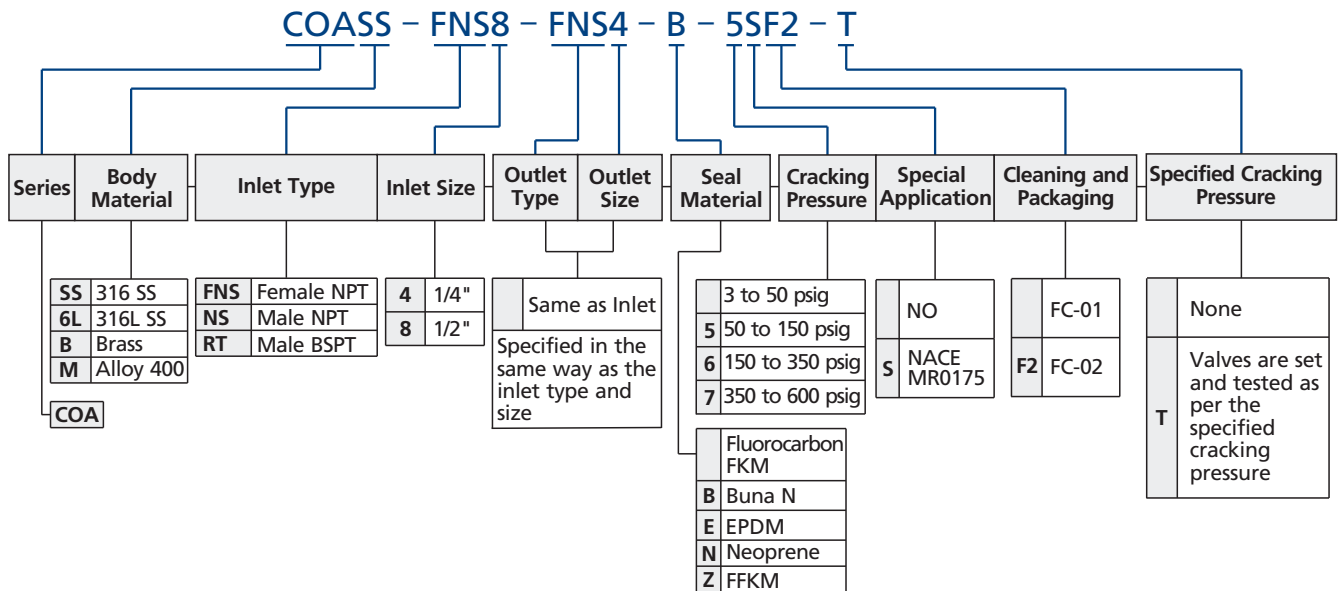 COASS – FNS8 – FNS4 – B – 5SF2 – T
Series
Body
Material
Inlet Type
Inlet Size
Outlet
Type
Outlet
Size
Seal
Material
Cracking
Pressure
Special
Application
Cleaning and
Packaging
Specified Cracking
Pressure
COA
SS 316 SS
6L 316L SS
B Brass
M Alloy 400
FNS Female NPT
NS Male NPT
RT Male BSPT
4 1/4"
8 1/2"
Same as Inlet
Specified in the
same way as the
inlet type and
size
Fluorocarbon
FKM
B Buna N
E EPDM
N Neoprene
Z FFKM
3 to 50 psig
5 50 to 150 psig
6 150 to 350 psig
7 350 to 600 psig
NO
S NACE
MR0175
FC-01
F2 FC-02
None
T Valves are set
and tested as
per the
specified
cracking
pressure